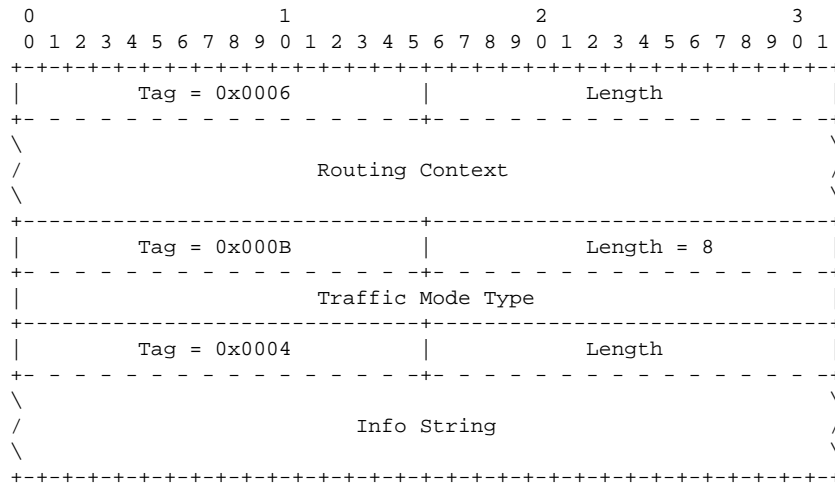 0                   1                   2                   3
 0 1 2 3 4 5 6 7 8 9 0 1 2 3 4 5 6 7 8 9 0 1 2 3 4 5 6 7 8 9 0 1
+-+-+-+-+-+-+-+-+-+-+-+-+-+-+-+-+-+-+-+-+-+-+-+-+-+-+-+-+-+-+-+-+
|         Tag = 0x0006          |            Length             |
+- - - - - - - - - - - - - - - -+- - - - - - - - - - - - - - - -+
\                                                               \
/                       Routing Context                         /
\                                                               \
+-------------------------------+-------------------------------+
|         Tag = 0x000B          |            Length = 8         |
+- - - - - - - - - - - - - - - -+- - - - - - - - - - - - - - - -+
|                       Traffic Mode Type                       |
+-------------------------------+-------------------------------+
|         Tag = 0x0004          |            Length             |
+- - - - - - - - - - - - - - - -+- - - - - - - - - - - - - - - -+
\                                                               \
/                          Info String                          /
\                                                               \
+-+-+-+-+-+-+-+-+-+-+-+-+-+-+-+-+-+-+-+-+-+-+-+-+-+-+-+-+-+-+-+-+